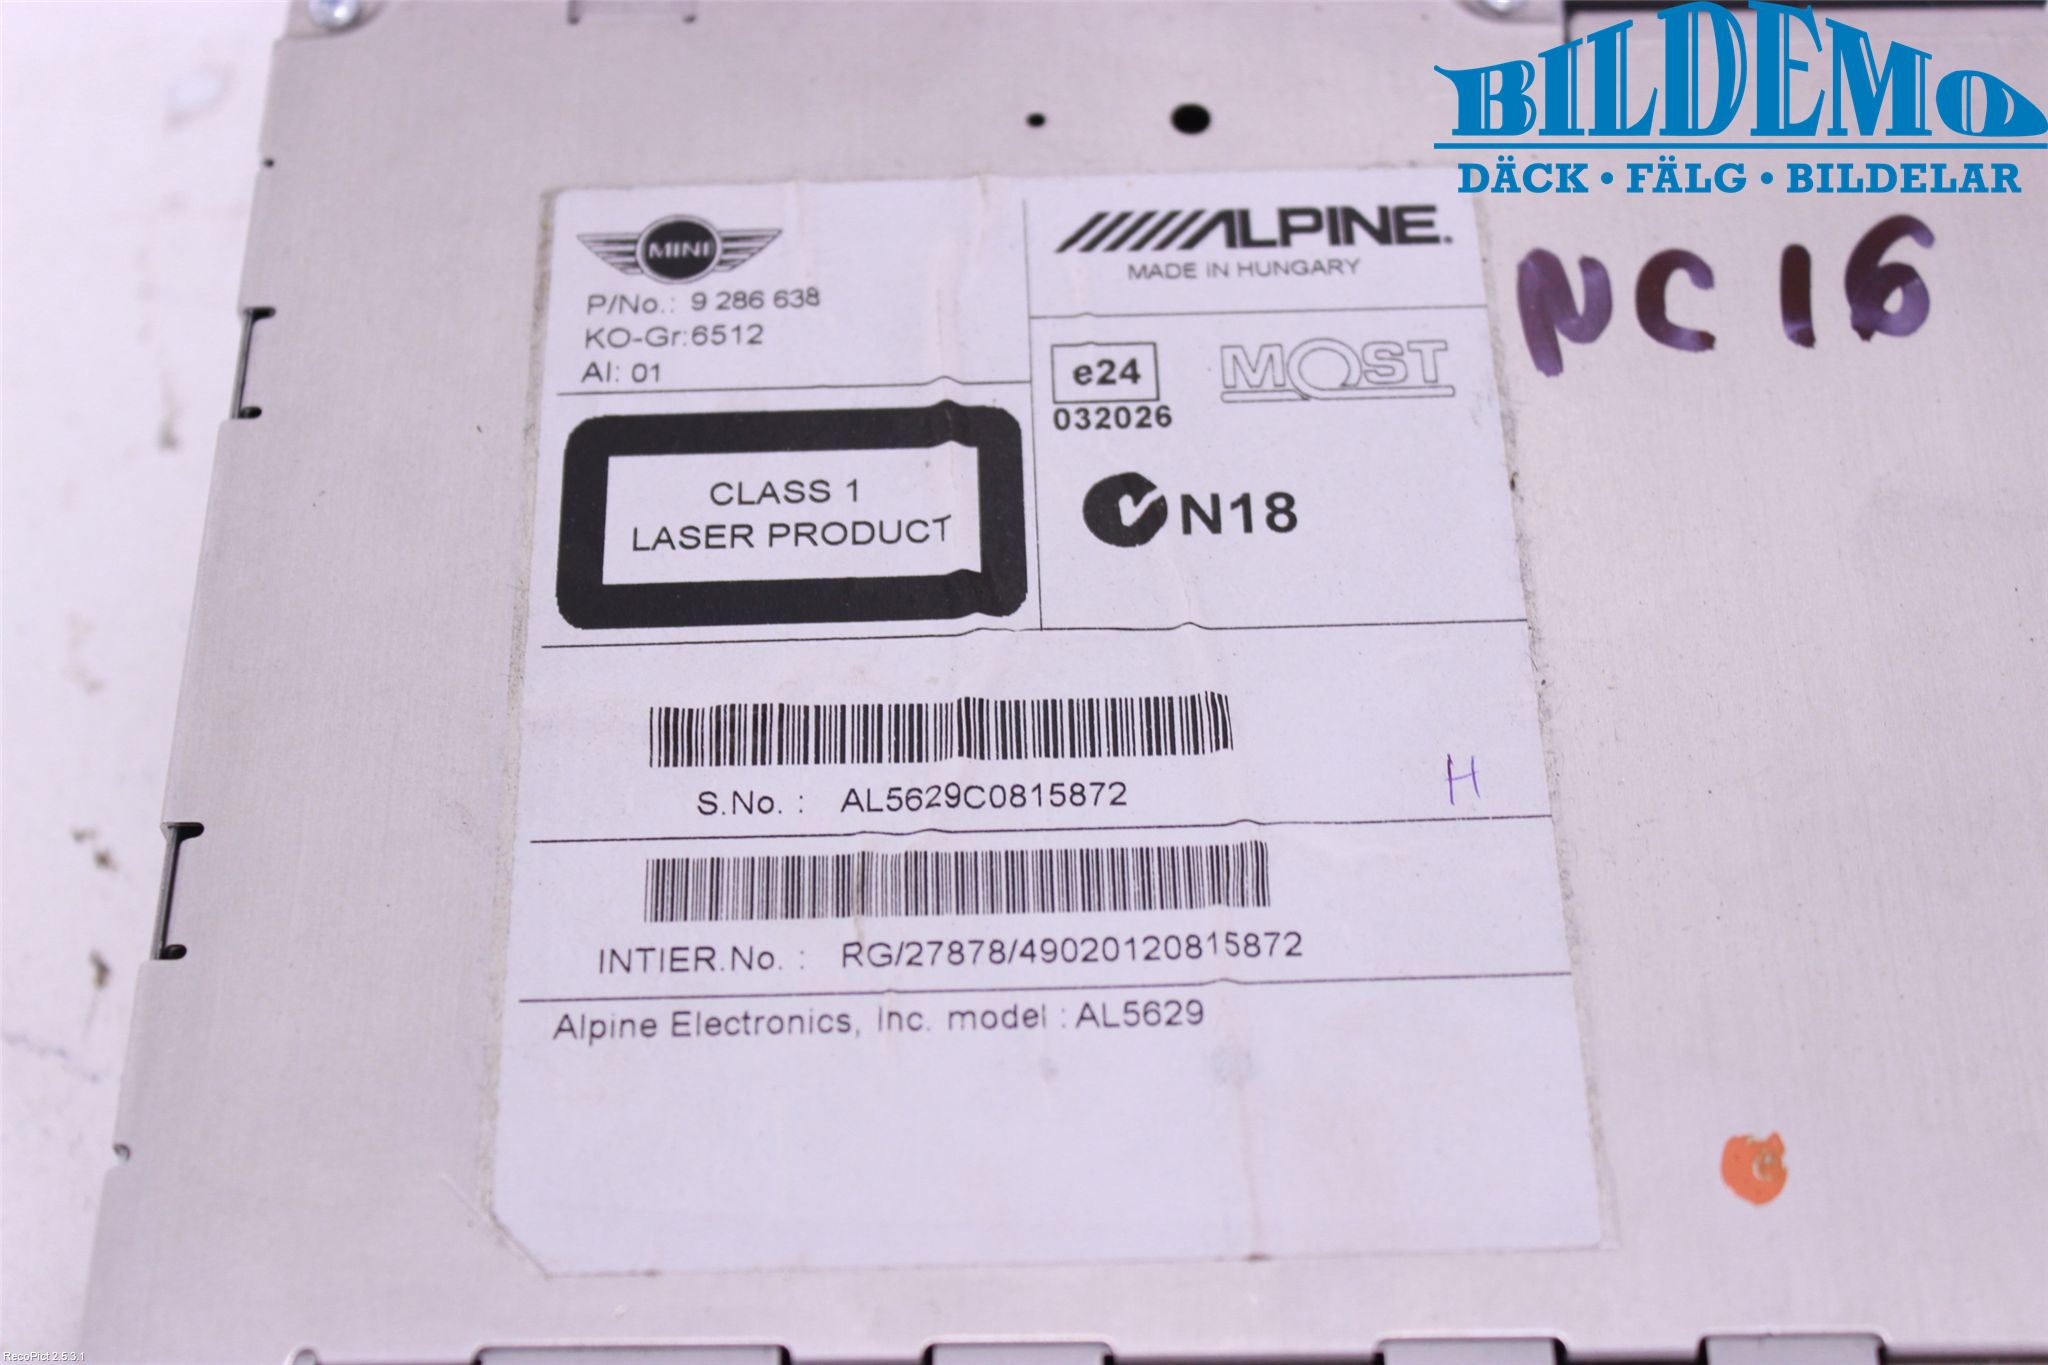 BILDEMO
DÄCK • FÄLG • BILDELAR
NC 16
MINI
P/No.: 9 286 638
KO-Gr:6512
AI: 01
ALPINE.
MADE IN HUNGARY
e24
032026
MOST
CLASS 1
LASER PRODUCT
N18
S.No. : AL5629C0815872
H
INTIER.No. : RG/27878/49020120815872
Alpine Electronics, Inc. model : AL5629
RecoPict 2.5.3.1